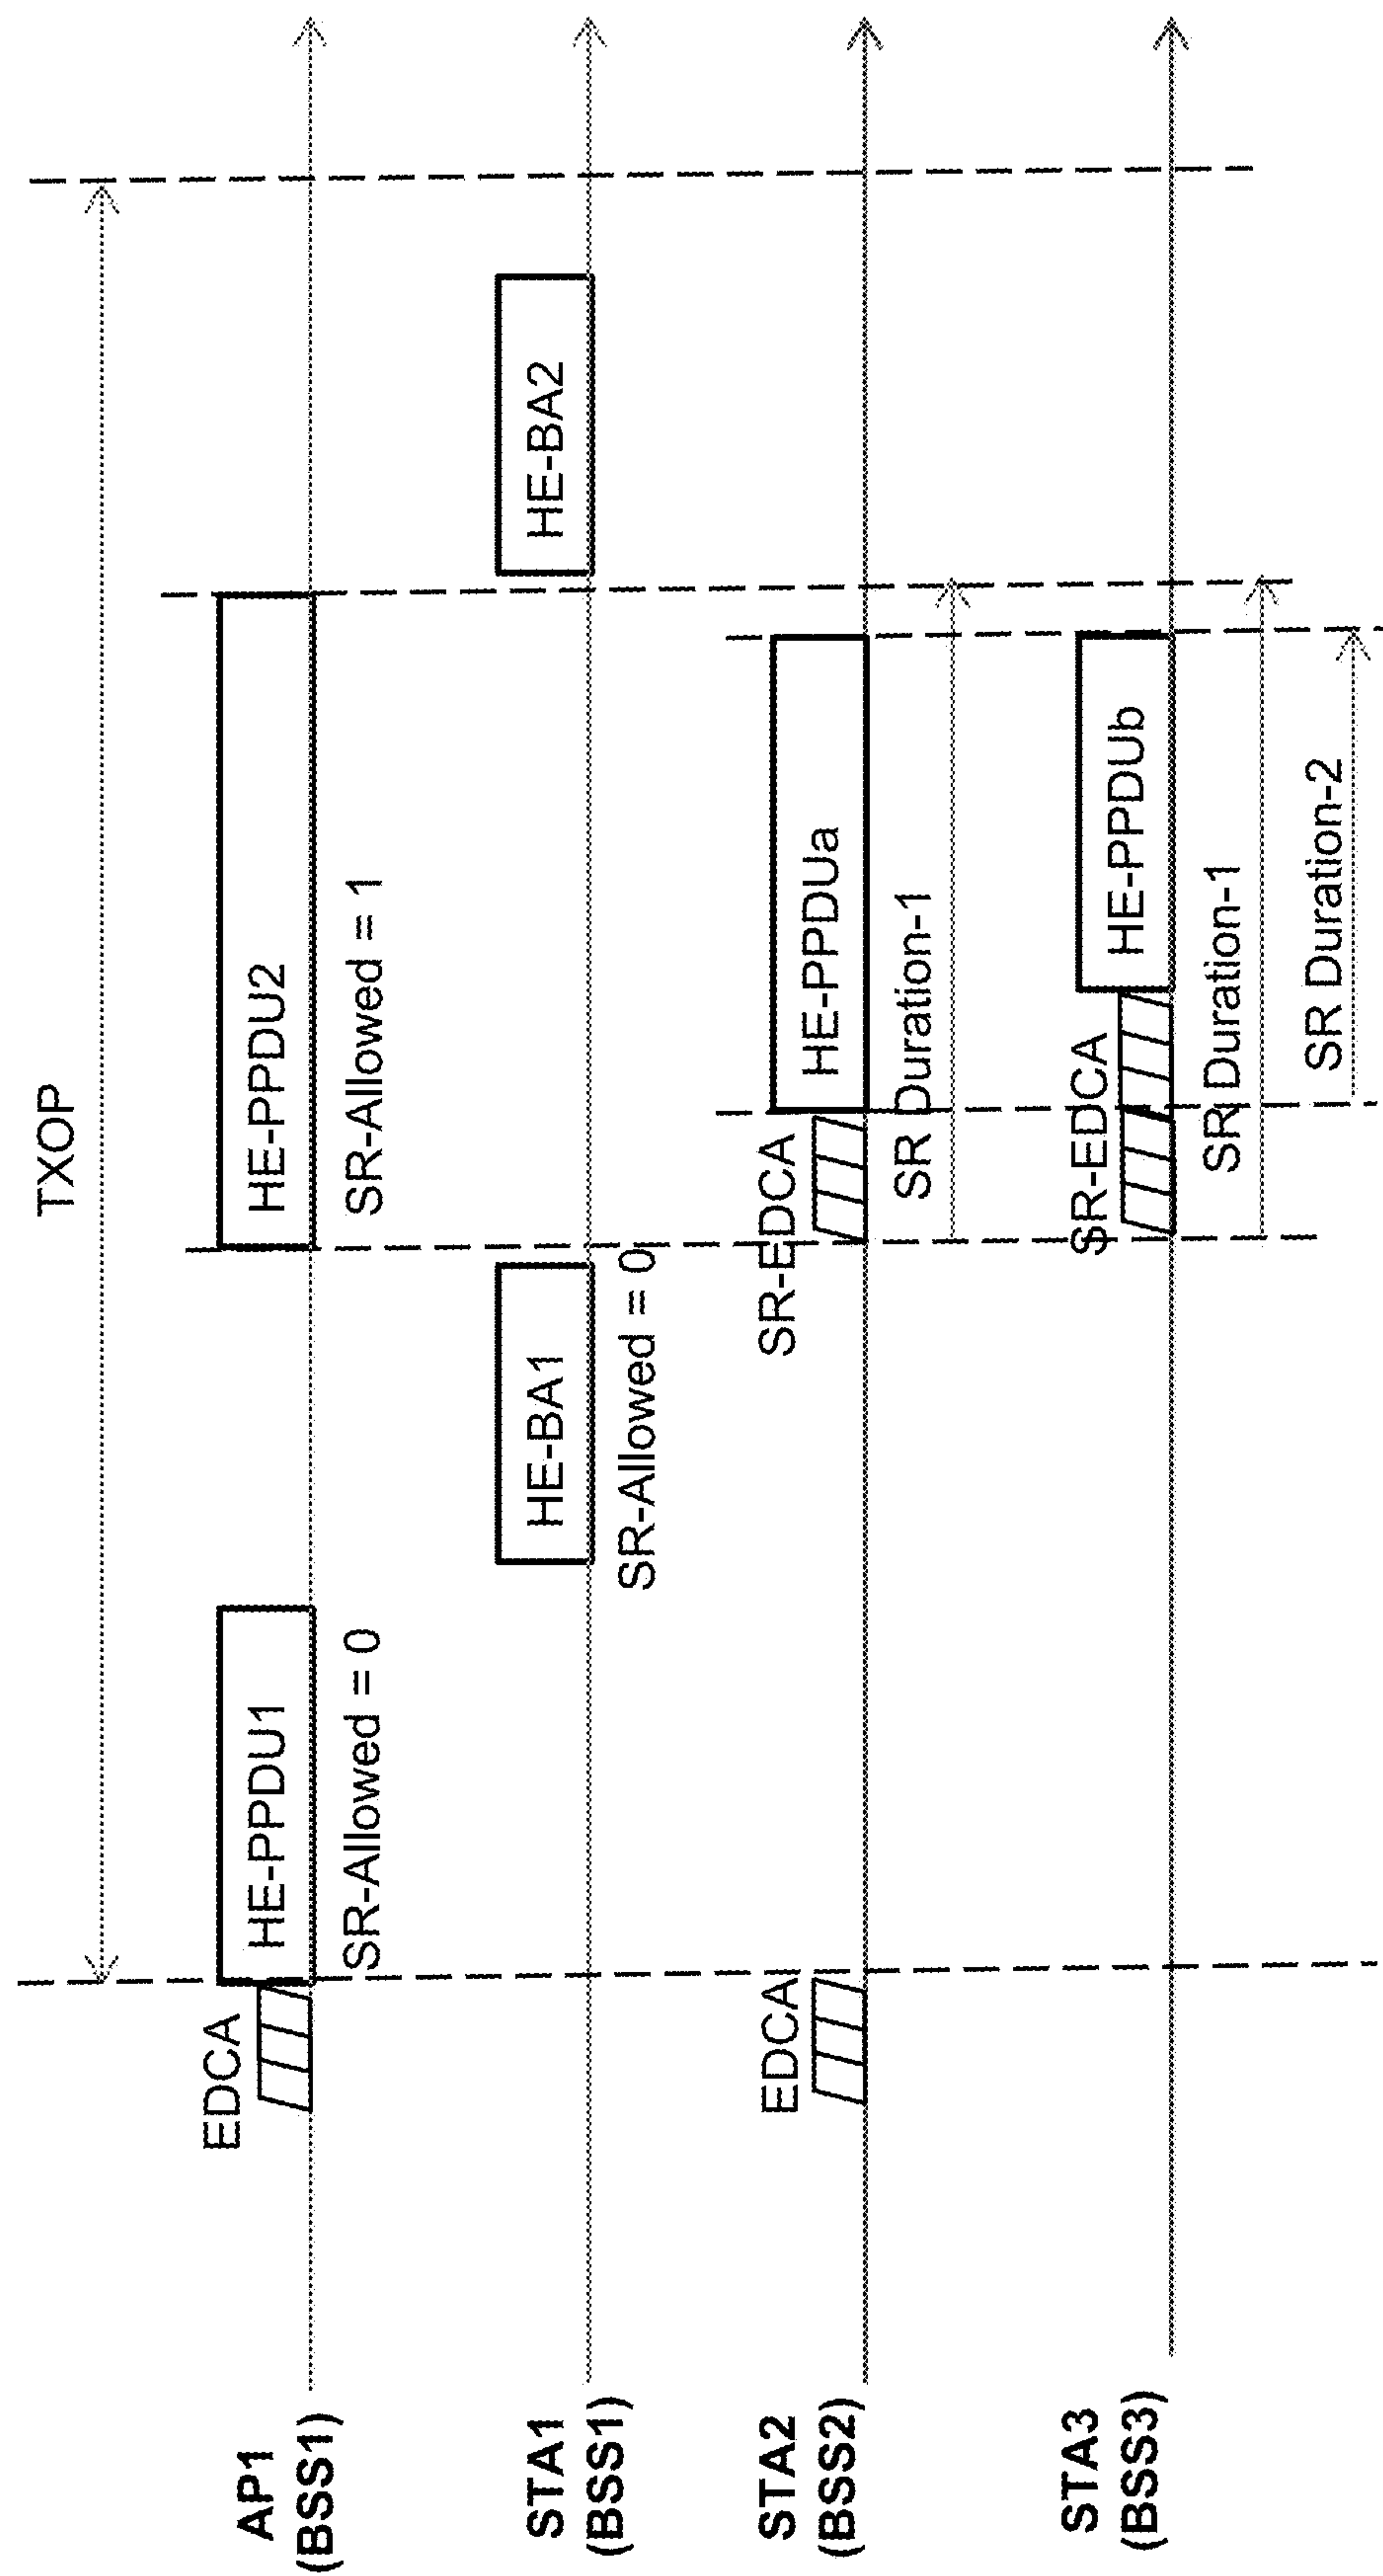 TXOP
AP1
(BSS1)
EDCA
HE-PPDU1
SR-Allowed = 0
HE-PPDU2
SR-Allowed = 1
STA1
(BSS1)
HE-BA1
SR-Allowed = 0
HE-BA2
STA2
(BSS2)
EDCA
SR-EDCA
HE-PPDUa
SR Duration-1
STA3
(BSS3)
SR-EDCA
HE-PPDUb
SR Duration-1
SR Duration-2